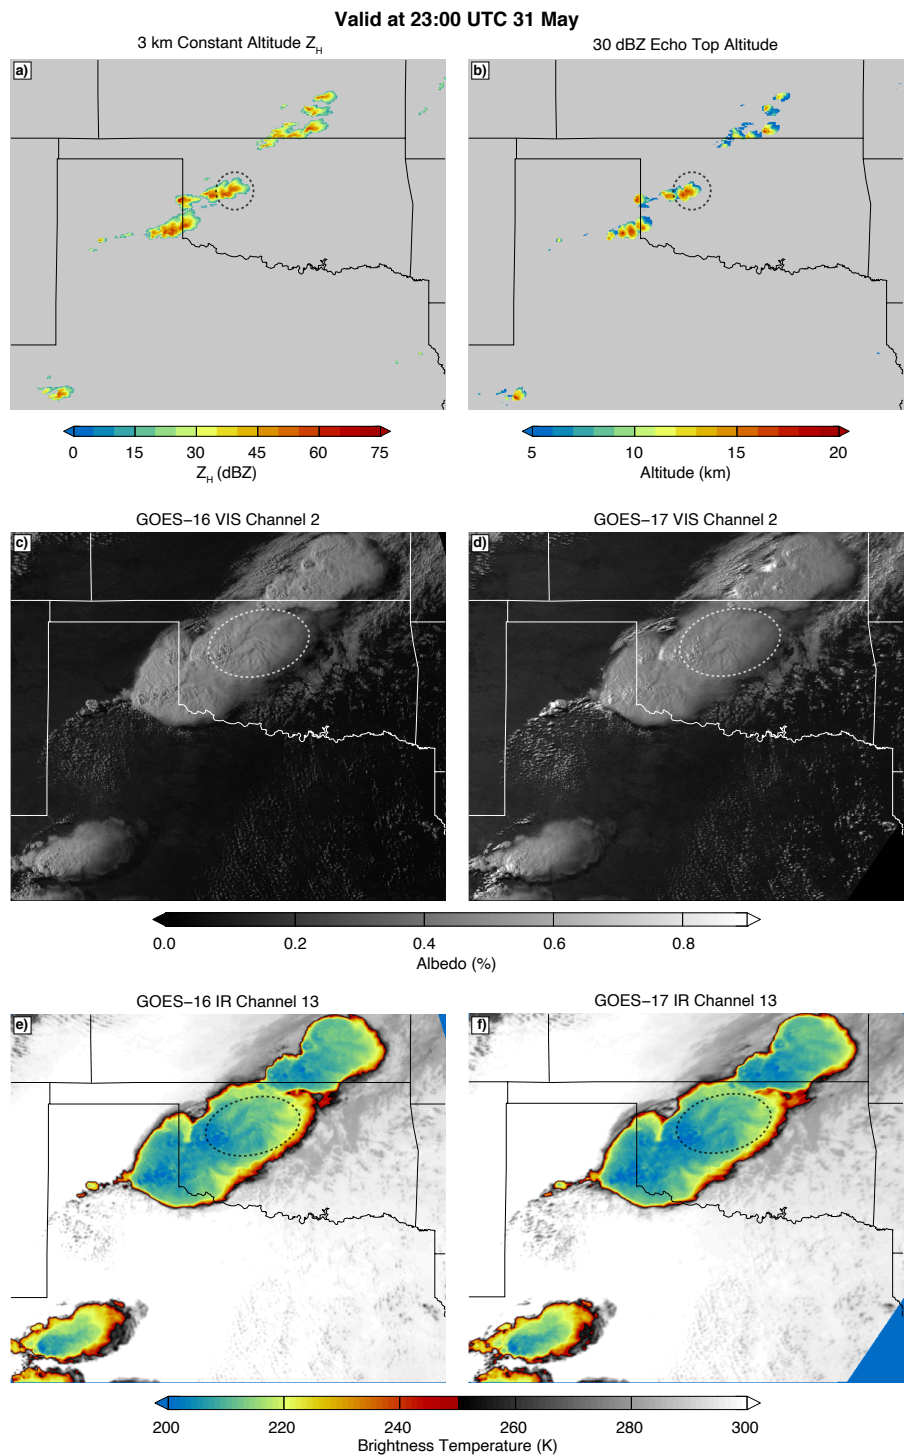 Valid at 23:00 UTC 31 May
3 km Constant Altitude Z_H
30 dBZ Echo Top Altitude
a)
b)
0 15 30 45 60 75
Z_H (dBZ)
5 10 15 20
Altitude (km)
GOES−16 VIS Channel 2
GOES−17 VIS Channel 2
c)
d)
0.0 0.2 0.4 0.6 0.8
Albedo (%)
GOES−16 IR Channel 13
GOES−17 IR Channel 13
e)
f)
200 220 240 260 280 300
Brightness Temperature (K)